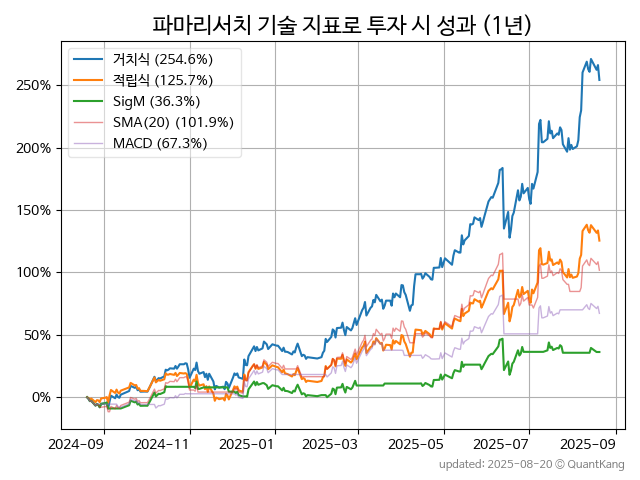 파마리서치 기술 지표로 투자 시 성과 (1년)
거치식 (254.6%)
적립식 (125.7%)
SigM (36.3%)
SMA(20) (101.9%)
MACD (67.3%)
250%
200%
150%
100%
50%
0%
2024-09 2024-11 2025-01 2025-03 2025-05 2025-07 2025-09
updated: 2025-08-20 © QuantKang